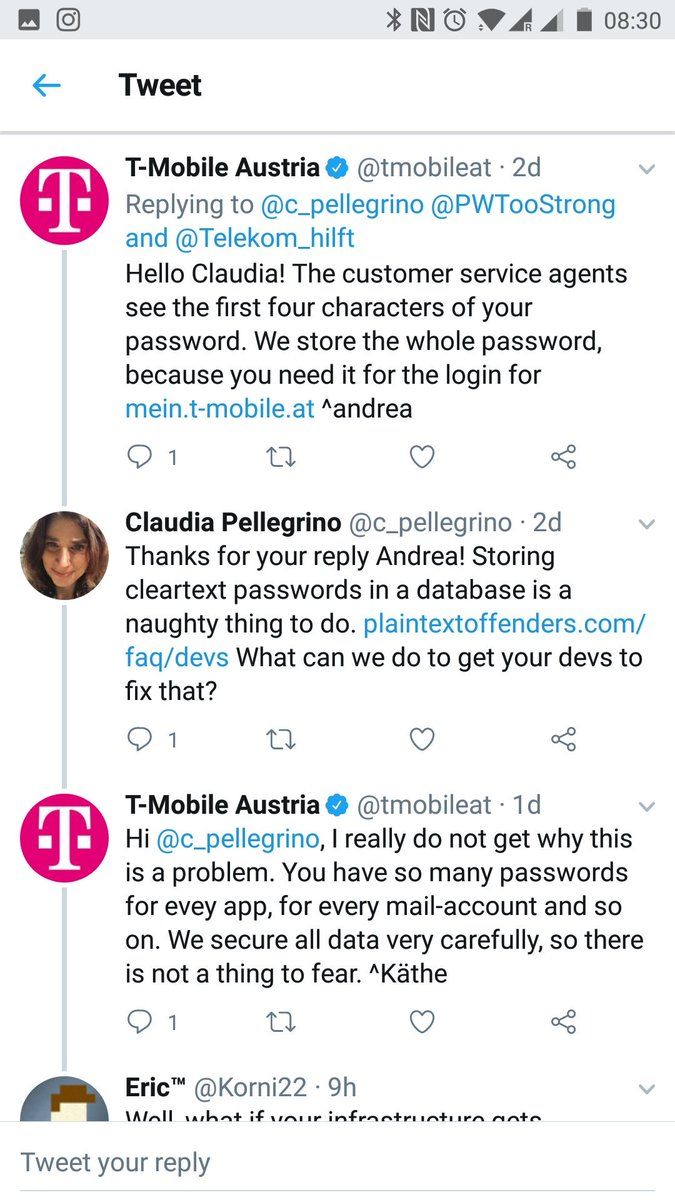 08:30
Tweet
T-Mobile Austria @tmobileat · 2d
Replying to @c_pellegrino @PWTooStrong
and @Telekom_hilft
Hello Claudia! The customer service agents
see the first four characters of your
password. We store the whole password,
because you need it for the login for
mein.t-mobile.at ^andrea
1
Claudia Pellegrino @c_pellegrino · 2d
Thanks for your reply Andrea! Storing
cleartext passwords in a database is a
naughty thing to do. plaintextoffenders.com/
faq/devs What can we do to get your devs to
fix that?
1
T-Mobile Austria @tmobileat · 1d
Hi @c_pellegrino, I really do not get why this
is a problem. You have so many passwords
for evey app, for every mail-account and so
on. We secure all data very carefully, so there
is not a thing to fear. ^Käthe
1
Eric™ @Korni22 · 9h
Well, what if your infrastructure gets
Tweet your reply